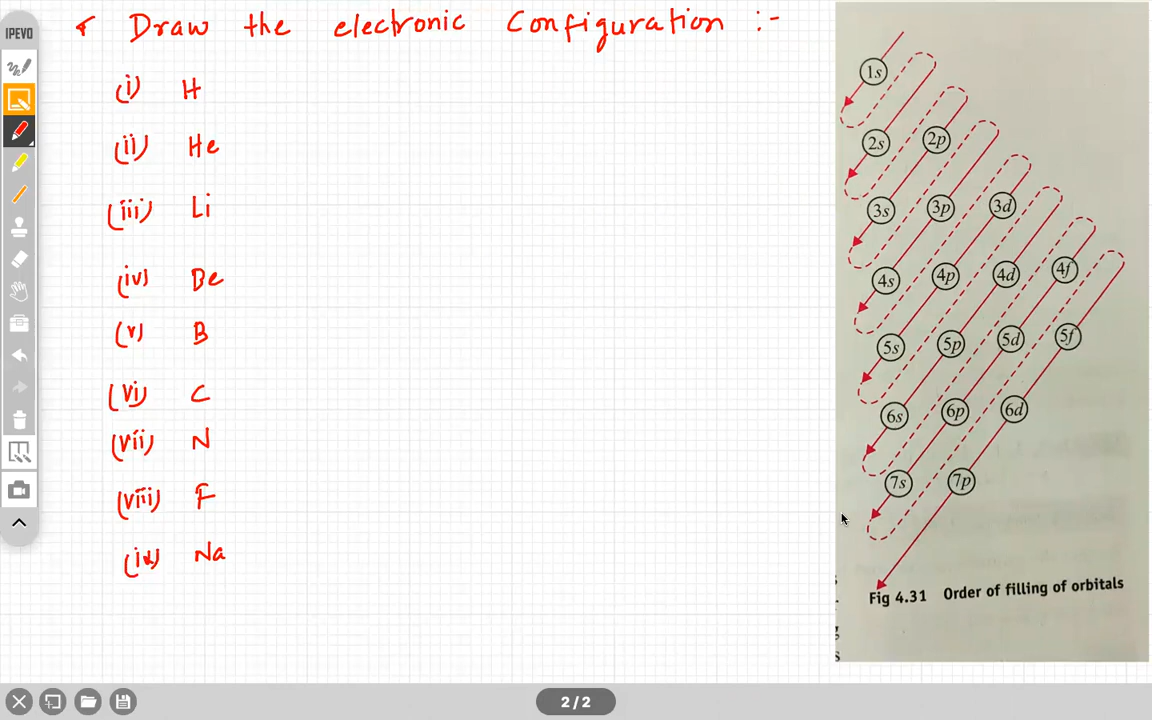 IPEVO
Draw the electronic Configuration :-
(i) H
(ii) He
(iii) Li
(iv) Be
(v) B
(vi) C
(vii) N
(viii) F
(ix) Na
1s
2s 2p
3s 3p 3d
4s 4p 4d 4f
5s 5p 5d 5f
6s 6p 6d
7s 7p
Fig 4.31 Order of filling of orbitals
2/2